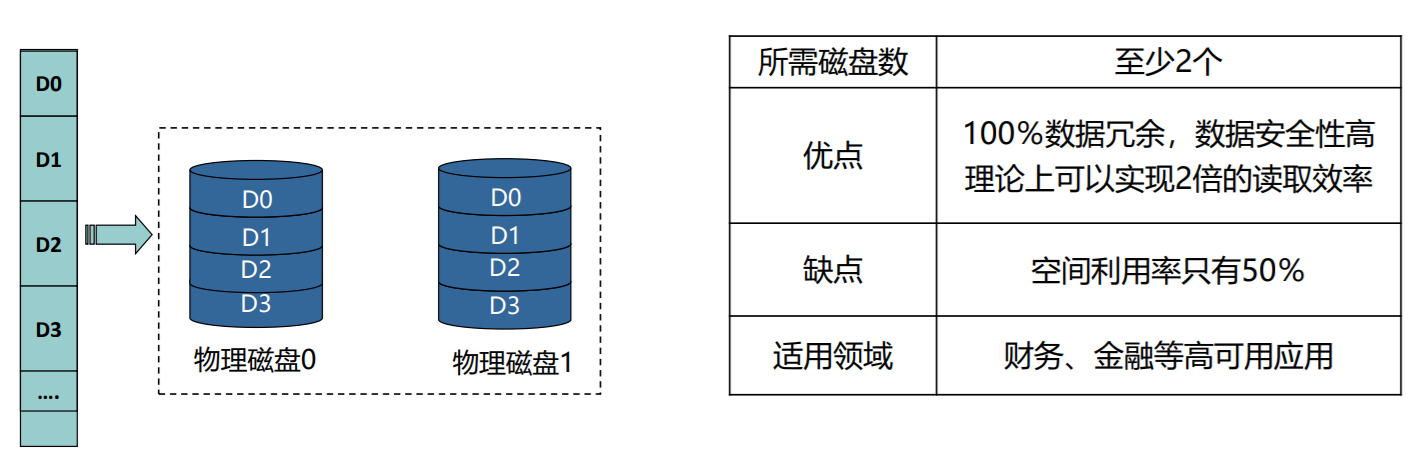 D0
D1
D2
D3
....
D0
D1
D2
D3
物理磁盘0
D0
D1
D2
D3
物理磁盘1
所需磁盘数
至少2个
优点
100%数据冗余，数据安全性高
理论上可以实现2倍的读取效率
缺点
空间利用率只有50%
适用领域
财务、金融等高可用应用